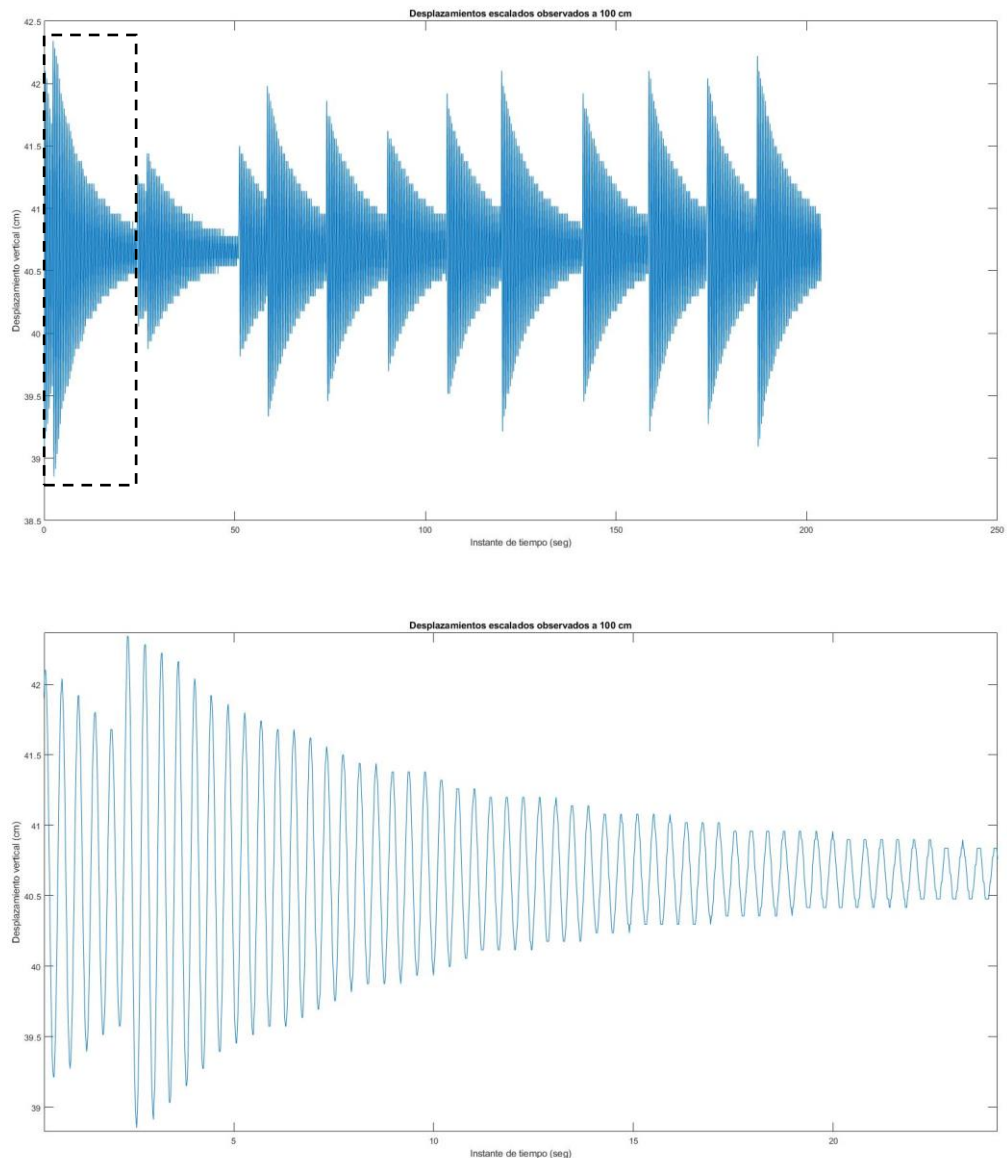 Desplazamientos escalados observados a 100 cm
42.5
42
41.5
41
40.5
40
39.5
39
38.5
Desplazamiento vertical (cm)
0 50 100 150 200 250
Instante de tiempo (seg)
Desplazamientos escalados observados a 100 cm
42
41.5
41
40.5
40
39.5
39
Desplazamiento vertical (cm)
5 10 15 20
Instante de tiempo (seg)